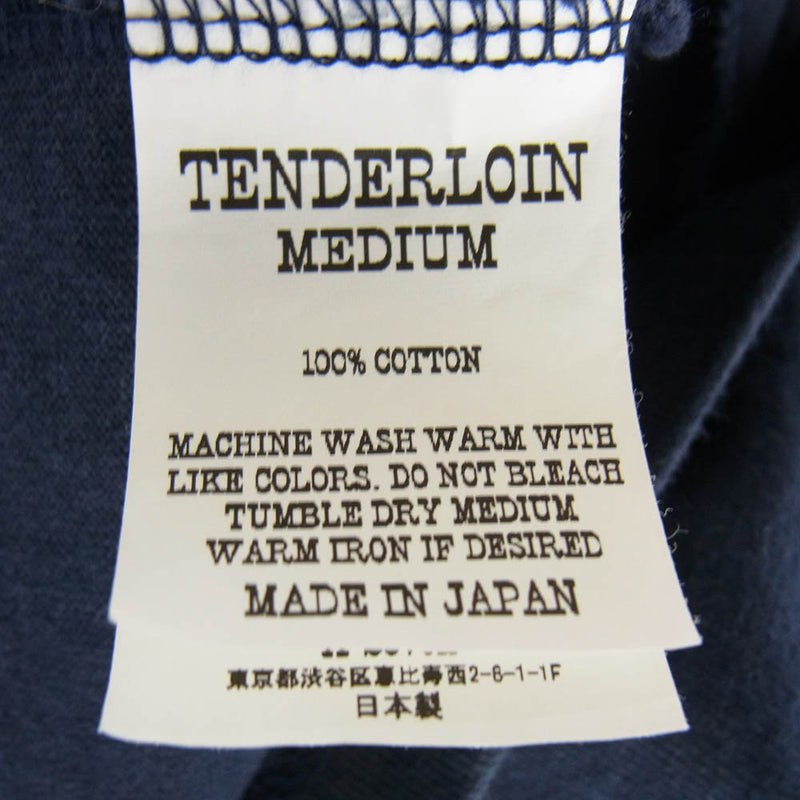 TENDERLOIN
MEDIUM
100% COTTON
MACHINE WASH WARM WITH
LIKE COLORS. DO NOT BLEACH
TUMBLE DRY MEDIUM
WARM IRON IF DESIRED
MADE IN JAPAN
東京都渋谷区恵比寿西2-6-1-1F
日本製